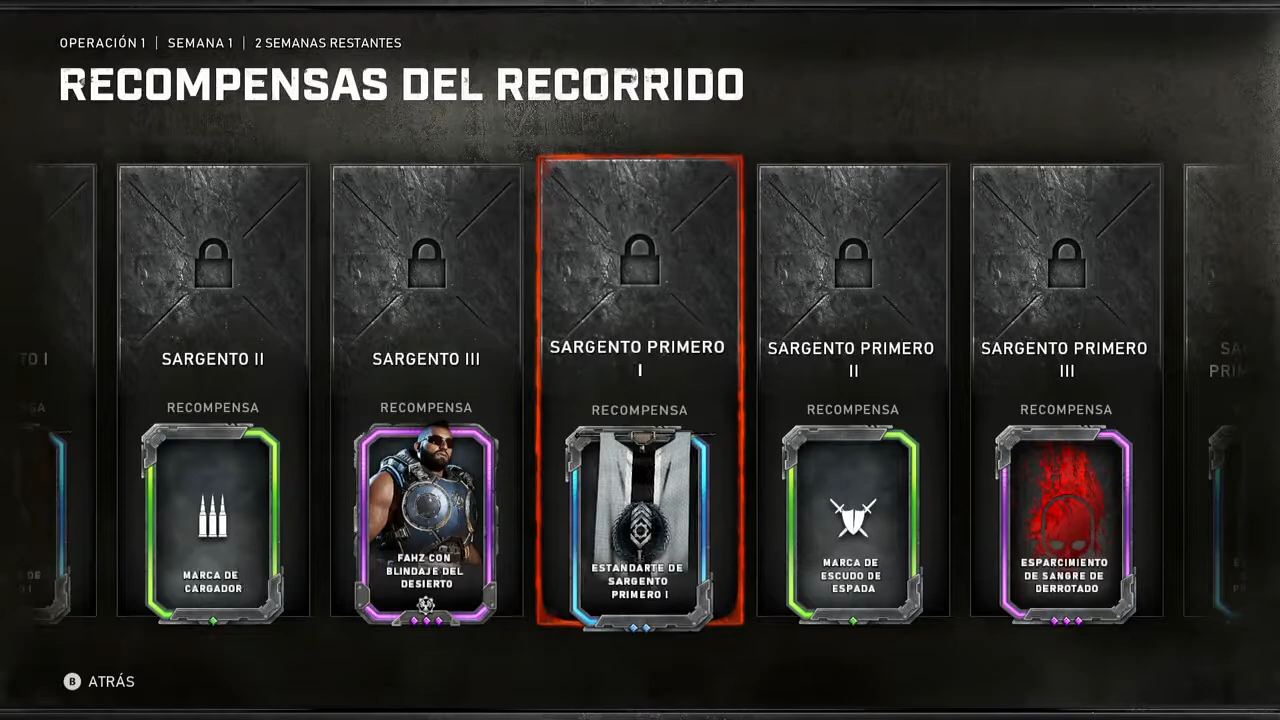 OPERACIÓN 1 | SEMANA 1 | 2 SEMANAS RESTANTES
RECOMPENSAS DEL RECORRIDO
SARGENTO II
RECOMPENSA
MARCA DE
CARGADOR
SARGENTO III
RECOMPENSA
FAHZ CON
BLINDAJE DEL
DESIERTO
SARGENTO PRIMERO
I
RECOMPENSA
ESTANDARTE DE
SARGENTO
PRIMERO I
SARGENTO PRIMERO
II
RECOMPENSA
MARCA DE
ESCUDO DE
ESPADA
SARGENTO PRIMERO
III
RECOMPENSA
ESPARCIMIENTO
DE SANGRE DE
DERROTADO
B ATRÁS